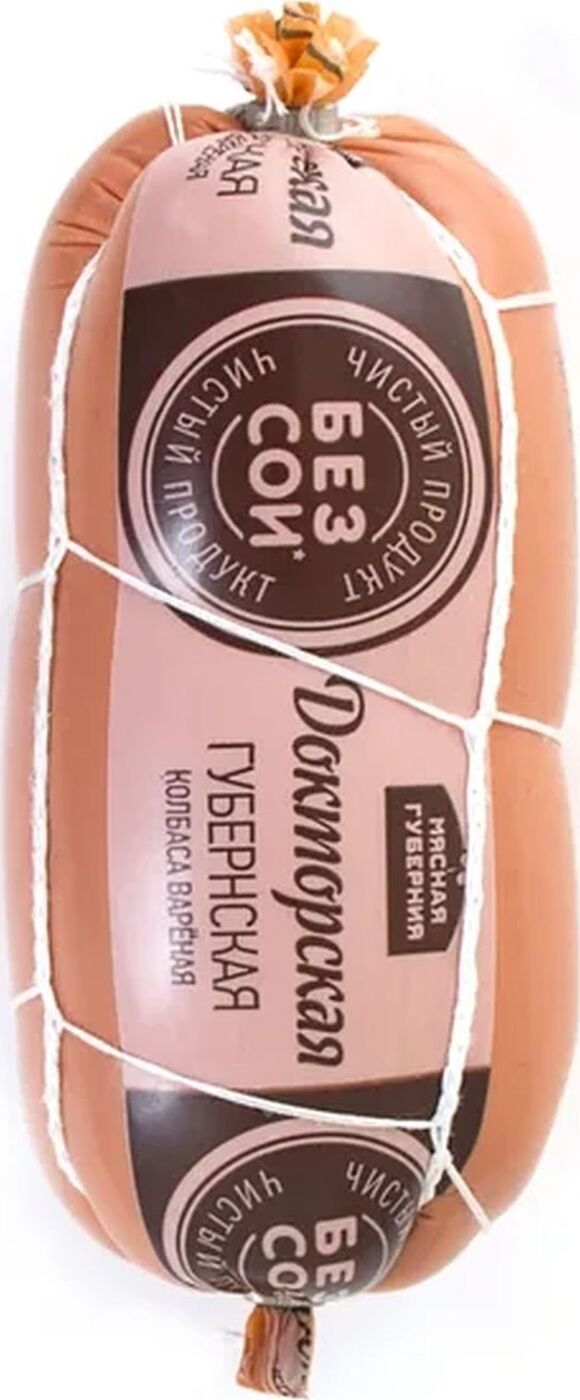 ЧИСТЫЙ ПРОДУКТ
БЕЗ
СОИ*
ЧИСТЫЙ ПРОДУКТ
МЯСНАЯ
ГУБЕРНИЯ
Докторская
ГУБЕРНСКАЯ
КОЛБАСА ВАРЁНАЯ